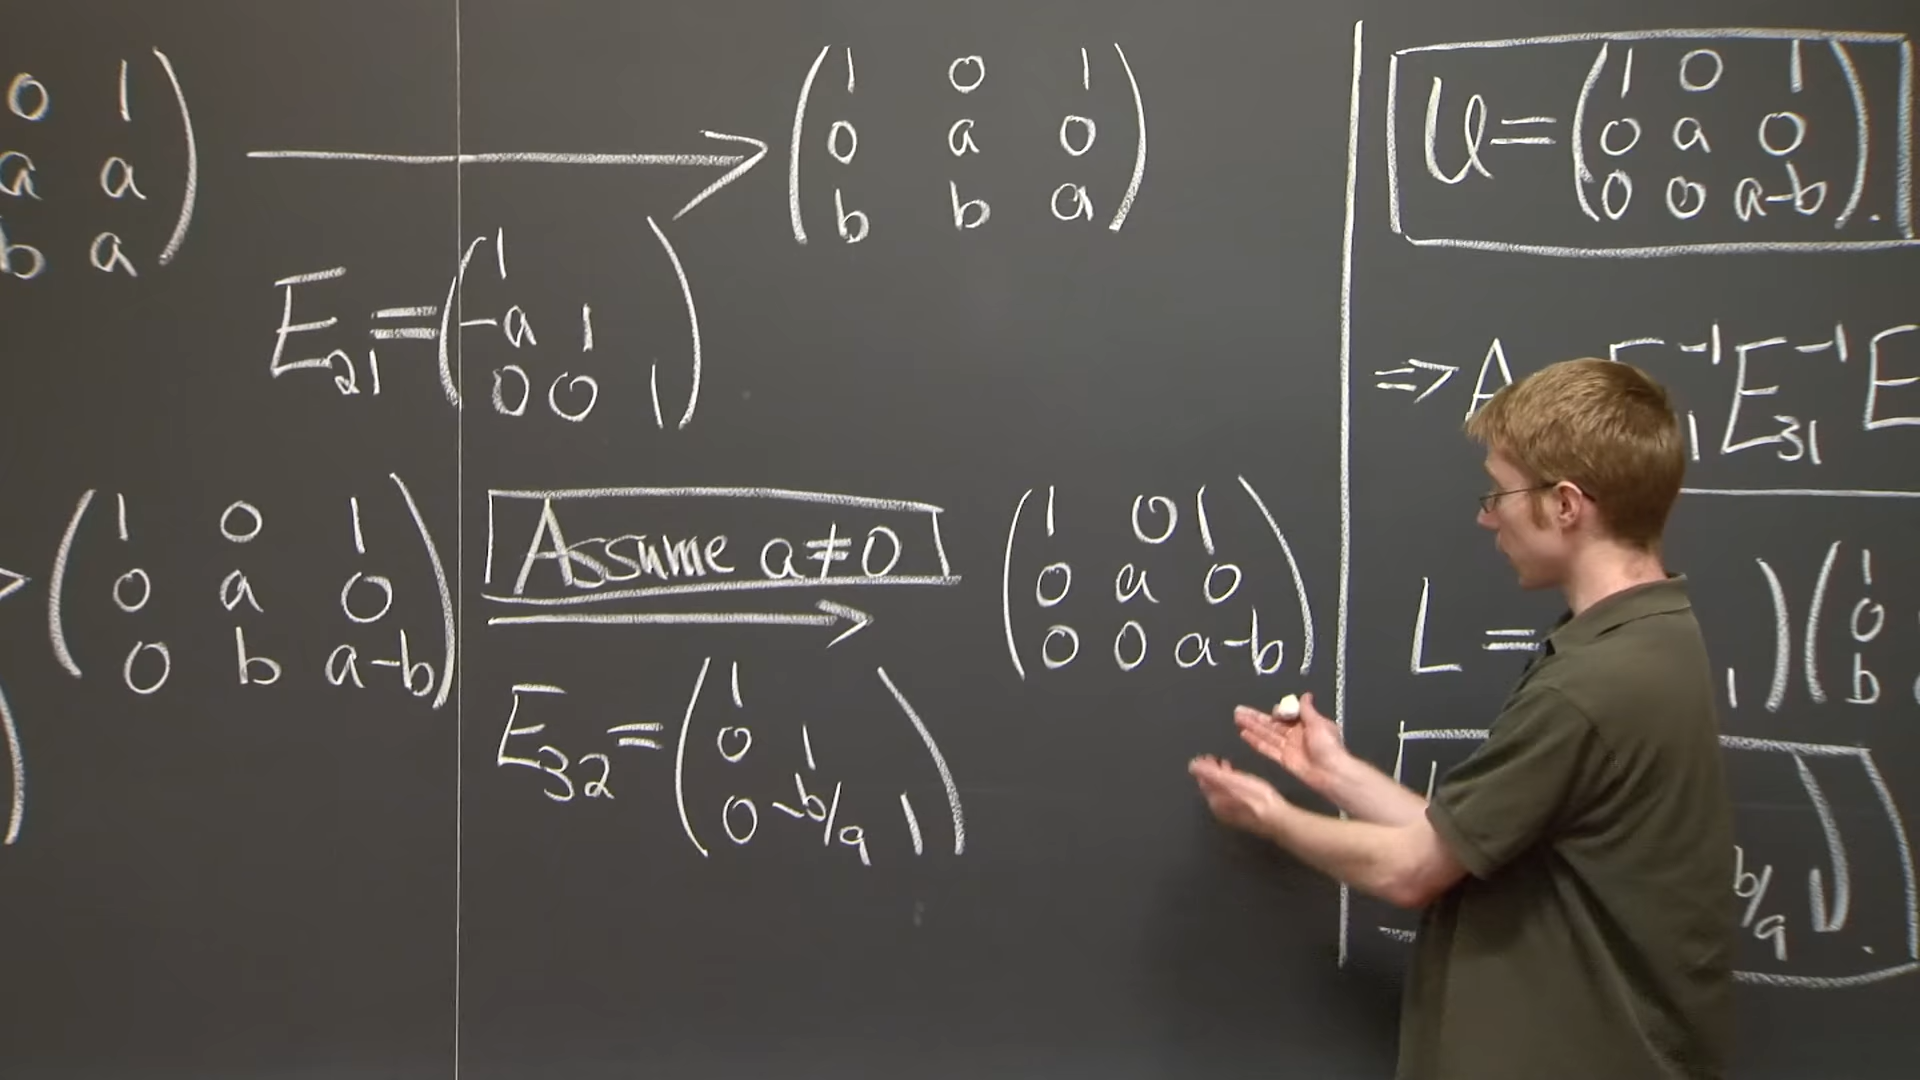 0 1
a a
b a
1 0 1
0 a 0
b b a
E21 = 1
-a 1
0 0 1
1 0 1
0 a 0
0 b a-b
Assume a≠0
E32 = 1
0 1
0 -b/a 1
1 0 1
0 a 0
0 0 a-b
U = 1 0 1
0 a 0
0 0 a-b .
=> A -1 E31 -1 E
L = 1
1
0
b
b/a 1 .